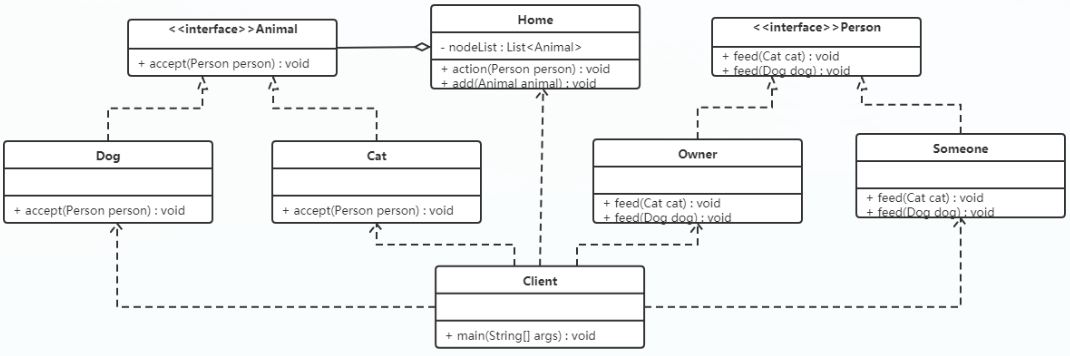 <<interface>>Animal
+ accept(Person person) : void
Home
- nodeList : List<Animal>
+ action(Person person) : void
+ add(Animal animal) : void
<<interface>>Person
+ feed(Cat cat) : void
+ feed(Dog dog) : void
Dog
+ accept(Person person) : void
Cat
+ accept(Person person) : void
Owner
+ feed(Cat cat) : void
+ feed(Dog dog) : void
Someone
+ feed(Cat cat) : void
+ feed(Dog dog) : void
Client
+ main(String[] args) : void